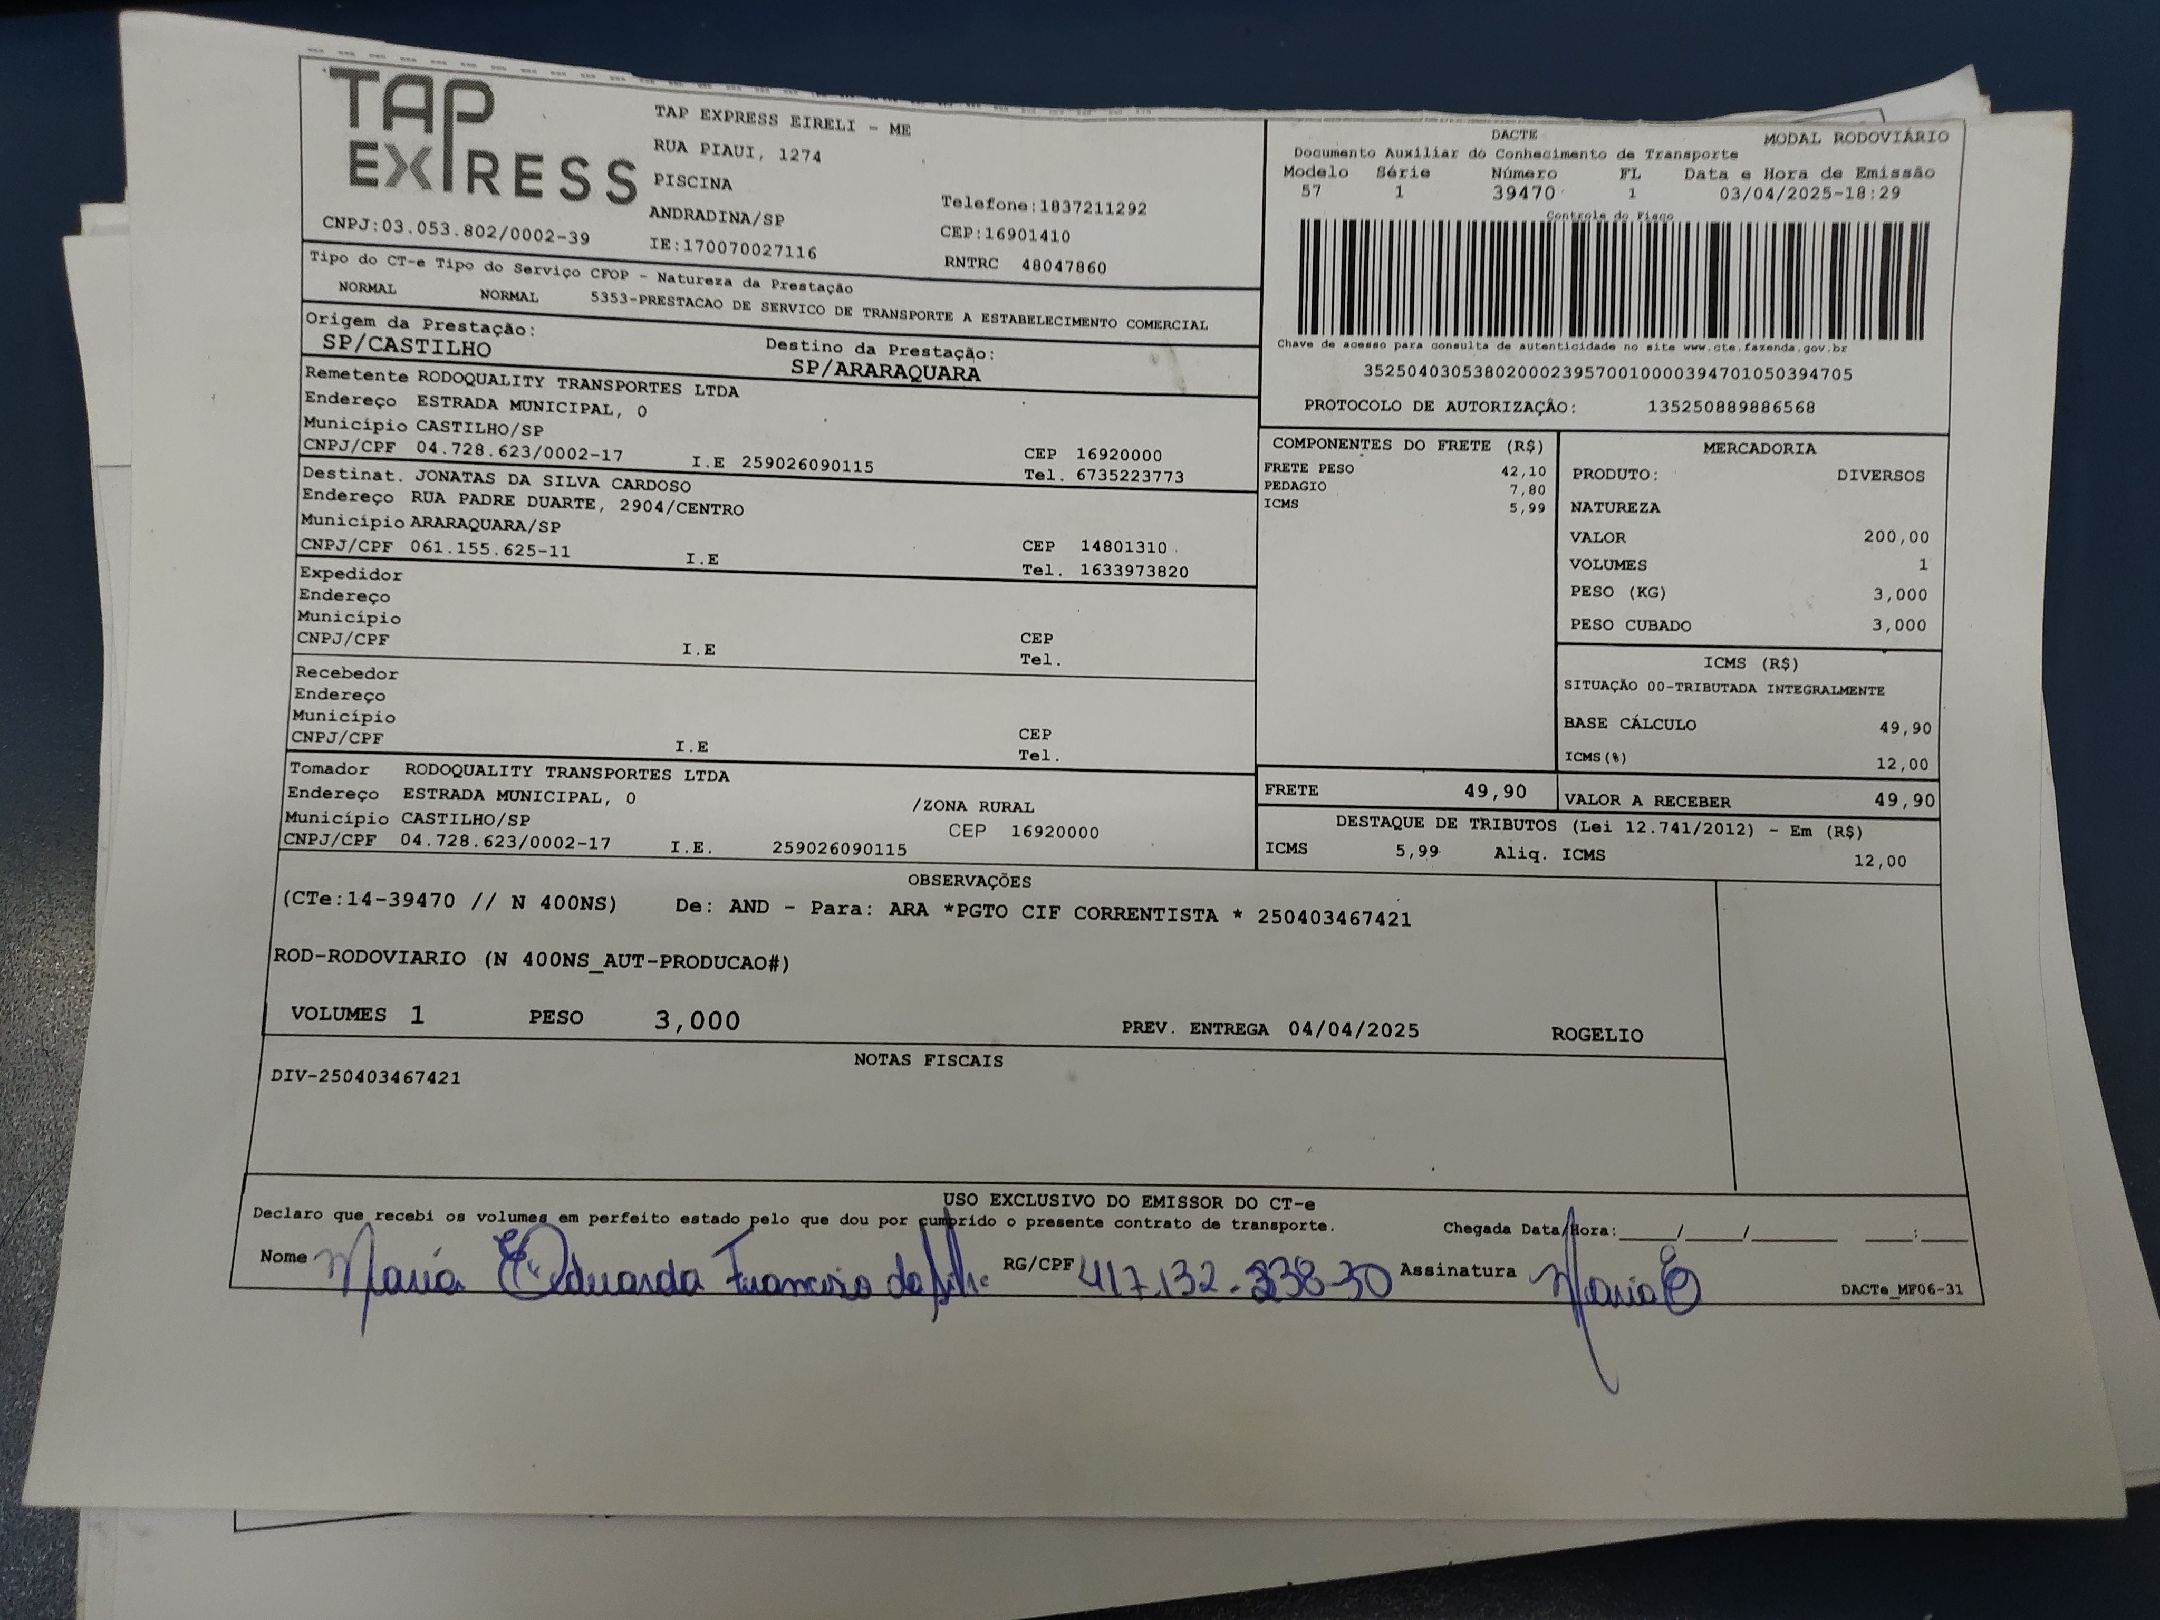 TAP EXPRESS
TAP EXPRESS EIRELI - ME
RUA PIAUI, 1274
PISCINA
ANDRADINA/SP
IE:170070027116
Telefone:1837211292
CEP:16901410
RNTRC 48047860
CNPJ:03.053.802/0002-39
DACTE MODAL RODOVIÁRIO
Documento Auxiliar do Conhecimento de Transporte
Modelo Série Número FL Data e Hora de Emissão
57 1 39470 1 03/04/2025-18:29
Controle do Fisco
Chave de acesso para consulta de autenticidade no site www.cte.fazenda.gov.br
35250403053802000239570010000394701050394705
PROTOCOLO DE AUTORIZAÇÃO: 135250889886568
Tipo do CT-e Tipo do Serviço CFOP - Natureza da Prestação
NORMAL NORMAL 5353-PRESTACAO DE SERVICO DE TRANSPORTE A ESTABELECIMENTO COMERCIAL
Origem da Prestação: Destino da Prestação:
SP/CASTILHO SP/ARARAQUARA
Remetente RODOQUALITY TRANSPORTES LTDA
Endereço ESTRADA MUNICIPAL, 0
Município CASTILHO/SP CEP 16920000
CNPJ/CPF 04.728.623/0002-17 I.E 259026090115 Tel. 6735223773
Destinat. JONATAS DA SILVA CARDOSO
Endereço RUA PADRE DUARTE, 2904/CENTRO
Município ARARAQUARA/SP CEP 14801310
CNPJ/CPF 061.155.625-11 I.E Tel. 1633973820
Expedidor
Endereço
Município CEP
CNPJ/CPF I.E Tel.
Recebedor
Endereço
Município CEP
CNPJ/CPF I.E Tel.
Tomador RODOQUALITY TRANSPORTES LTDA
Endereço ESTRADA MUNICIPAL, 0 /ZONA RURAL
Município CASTILHO/SP CEP 16920000
CNPJ/CPF 04.728.623/0002-17 I.E. 259026090115
COMPONENTES DO FRETE (R$)
FRETE PESO 42,10
PEDAGIO 7,80
ICMS 5,99
MERCADORIA
PRODUTO: DIVERSOS
NATUREZA
VALOR 200,00
VOLUMES 1
PESO (KG) 3,000
PESO CUBADO 3,000
ICMS (R$)
SITUAÇÃO 00-TRIBUTADA INTEGRALMENTE
BASE CÁLCULO 49,90
ICMS(%) 12,00
FRETE 49,90 VALOR A RECEBER 49,90
DESTAQUE DE TRIBUTOS (Lei 12.741/2012) - Em (R$)
ICMS 5,99 Aliq. ICMS 12,00
OBSERVAÇÕES
(CTe:14-39470 // N 400NS) De: AND - Para: ARA *PGTO CIF CORRENTISTA * 250403467421
ROD-RODOVIARIO (N 400NS_AUT-PRODUCAO#)
VOLUMES 1 PESO 3,000 PREV. ENTREGA 04/04/2025 ROGELIO
NOTAS FISCAIS
DIV-250403467421
USO EXCLUSIVO DO EMISSOR DO CT-e
Declaro que recebi os volumes em perfeito estado pelo que dou por cumprido o presente contrato de transporte. Chegada Data/Hora:____/____/______ ___:___
Nome Maria Eduarda da RG/CPF 417.132.338-30 Assinatura Maria E
DACTe_MF06-31